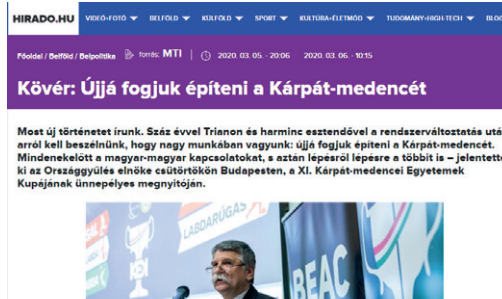 HIRADO.HU VIDEÓ+FOTÓ BELFÖLD KÜLFÖLD SPORT KULTÚRA+ÉLETMÓD TUDOMÁNY+HIGH-TECH BLOG
Főoldal / Belföld / Belpolitika forrás: MTI | 2020. 03. 05. - 20:06 2020. 03. 06. - 10:15
Kövér: Újjá fogjuk építeni a Kárpát-medencét
Most új történetet írunk. Száz évvel Trianon és harminc esztendővel a rendszerváltoztatás utá
arról kell beszélnünk, hogy nagy munkában vagyunk: újjá fogjuk építeni a Kárpát-medencét.
Mindenekelőtt a magyar-magyar kapcsolatokat, s aztán lépésről lépésre a többit is – jelentette
ki az Országgyűlés elnöke csütörtökön Budapesten, a XI. Kárpát-medencei Egyetemek
Kupájának ünnepélyes megnyitóján.
LABDARÚGÁS
BEAC